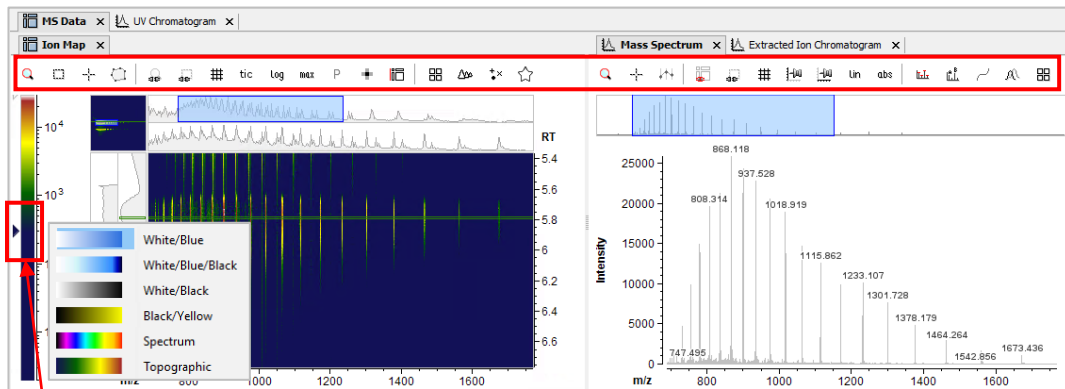 MS Data x UV Chromatogram x
Ion Map x
Mass Spectrum x Extracted Ion Chromatogram x
tic log max P
lin abs
10^4
10^3
RT
5.4
5.6
5.8
6
6.2
6.4
6.6
White/Blue
White/Blue/Black
White/Black
Black/Yellow
Spectrum
Topographic
m/z 800 1000 1200 1400 1600
Intensity
25000
20000
15000
10000
5000
0
868.118
937.528
808.314
1018.919
1115.862
1233.107
1301.728
1378.179
1464.264
747.495
1542.856
1673.436
m/z 800 1000 1200 1400 1600